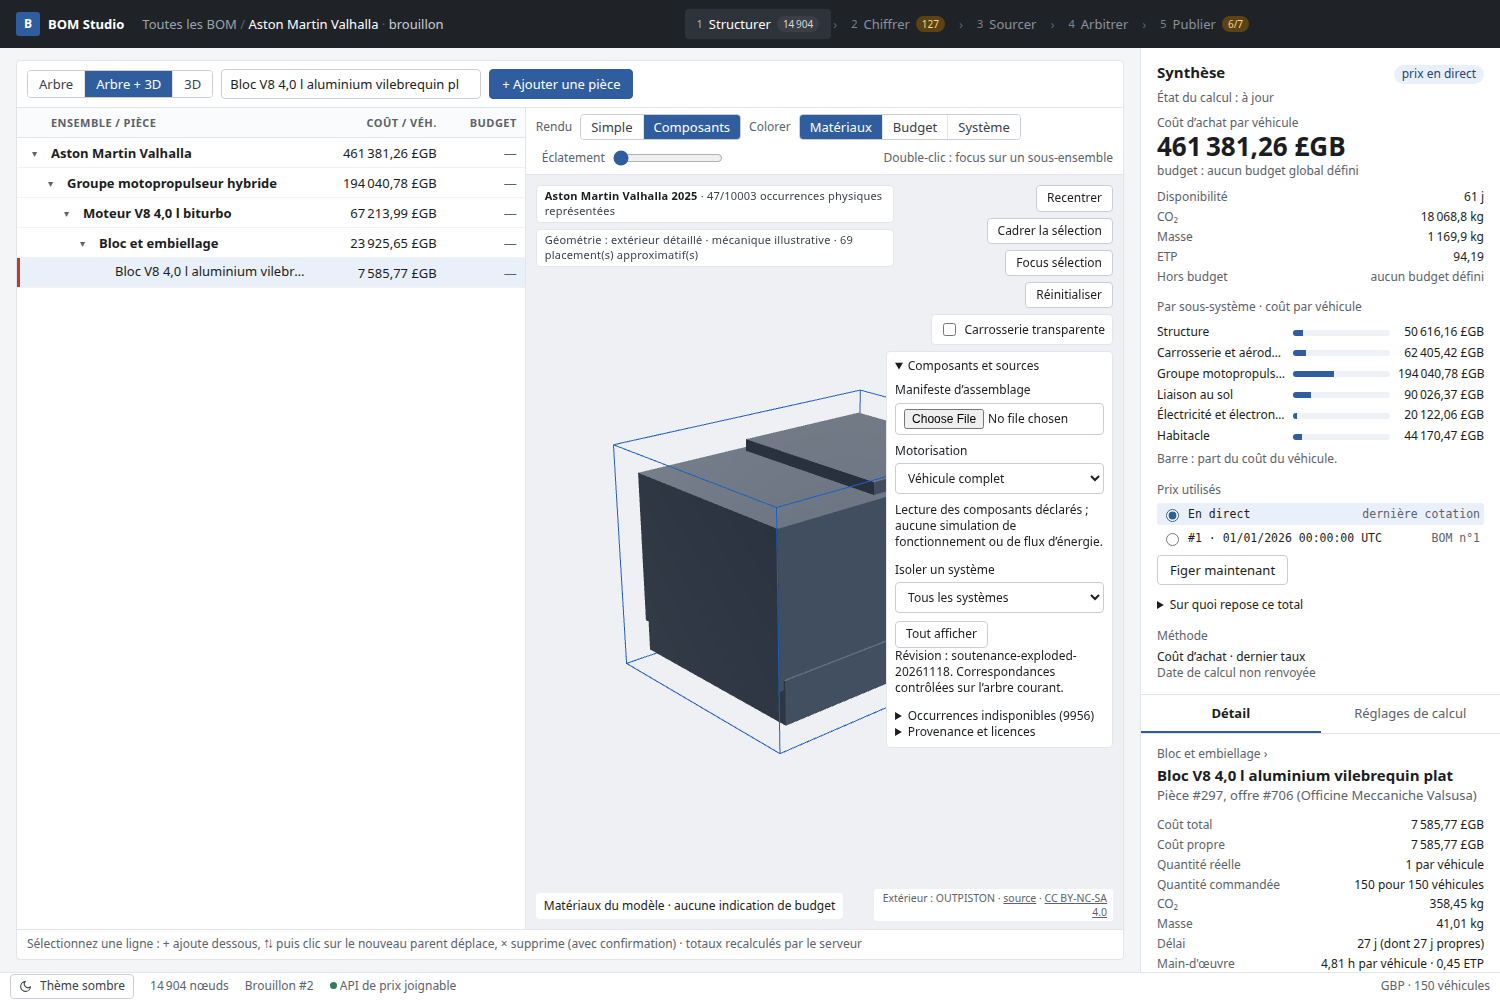 B BOM Studio Toutes les BOM / Aston Martin Valhalla · brouillon 1 Structurer 14 904 › 2 Chiffrer 127 › 3 Sourcer › 4 Arbitrer › 5 Publier 6/7
Arbre Arbre + 3D 3D Bloc V8 4,0 l aluminium vilebrequin pl + Ajouter une pièce
ENSEMBLE / PIÈCE COÛT / VÉH. BUDGET
Aston Martin Valhalla 461 381,26 £GB —
Groupe motopropulseur hybride 194 040,78 £GB —
Moteur V8 4,0 l biturbo 67 213,99 £GB —
Bloc et embiellage 23 925,65 £GB —
Bloc V8 4,0 l aluminium vilebr... 7 585,77 £GB —
Rendu Simple Composants Colorer Matériaux Budget Système
Éclatement Double-clic : focus sur un sous-ensemble
Aston Martin Valhalla 2025 · 47/10003 occurrences physiques
représentées
Géométrie : extérieur détaillé · mécanique illustrative · 69
placement(s) approximatif(s)
Recentrer
Cadrer la sélection
Focus sélection
Réinitialiser
Carrosserie transparente
Composants et sources
Manifeste d’assemblage
Choose File No file chosen
Motorisation
Véhicule complet
Lecture des composants déclarés ;
aucune simulation de
fonctionnement ou de flux d’énergie.
Isoler un système
Tous les systèmes
Tout afficher
Révision : soutenance-exploded-
20261118. Correspondances
contrôlées sur l’arbre courant.
Occurrences indisponibles (9956)
Provenance et licences
Matériaux du modèle · aucune indication de budget
Extérieur : OUTPISTON · source · CC BY-NC-SA
4.0
Sélectionnez une ligne : + ajoute dessous, ⇅ puis clic sur le nouveau parent déplace, × supprime (avec confirmation) · totaux recalculés par le serveur
Synthèse prix en direct
État du calcul : à jour
Coût d’achat par véhicule
461 381,26 £GB
budget : aucun budget global défini
Disponibilité 61 j
CO₂ 18 068,8 kg
Masse 1 169,9 kg
ETP 94,19
Hors budget aucun budget défini
Par sous-système · coût par véhicule
Structure 50 616,16 £GB
Carrosserie et aérod... 62 405,42 £GB
Groupe motopropuls... 194 040,78 £GB
Liaison au sol 90 026,37 £GB
Électricité et électron... 20 122,06 £GB
Habitacle 44 170,47 £GB
Barre : part du coût du véhicule.
Prix utilisés
En direct dernière cotation
#1 · 01/01/2026 00:00:00 UTC BOM n°1
Figer maintenant
Sur quoi repose ce total
Méthode
Coût d’achat · dernier taux
Date de calcul non renvoyée
Détail Réglages de calcul
Bloc et embiellage ›
Bloc V8 4,0 l aluminium vilebrequin plat
Pièce #297, offre #706 (Officine Meccaniche Valsusa)
Coût total 7 585,77 £GB
Coût propre 7 585,77 £GB
Quantité réelle 1 par véhicule
Quantité commandée 150 pour 150 véhicules
CO₂ 358,45 kg
Masse 41,01 kg
Délai 27 j (dont 27 j propres)
Main-d'œuvre 4,81 h par véhicule · 0,45 ETP
Thème sombre 14 904 nœuds Brouillon #2 API de prix joignable GBP · 150 véhicules